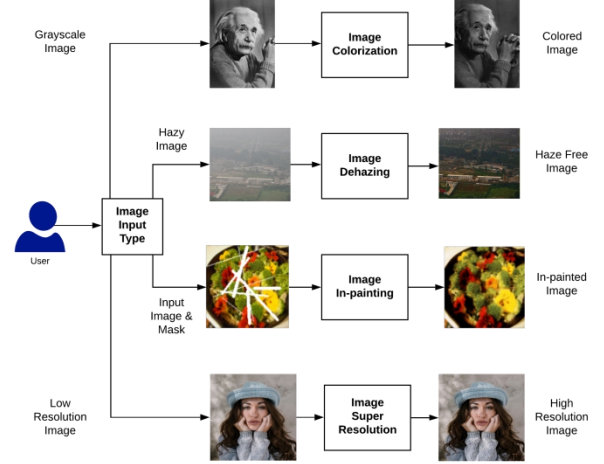 Grayscale
Image
Image
Colorization
Colored
Image
Hazy
Image
Image
Dehazing
Haze Free
Image
Image
Input
Type
User
Input
Image &
Mask
Image
In-painting
In-painted
Image
Low
Resolution
Image
Image
Super
Resolution
High
Resolution
Image